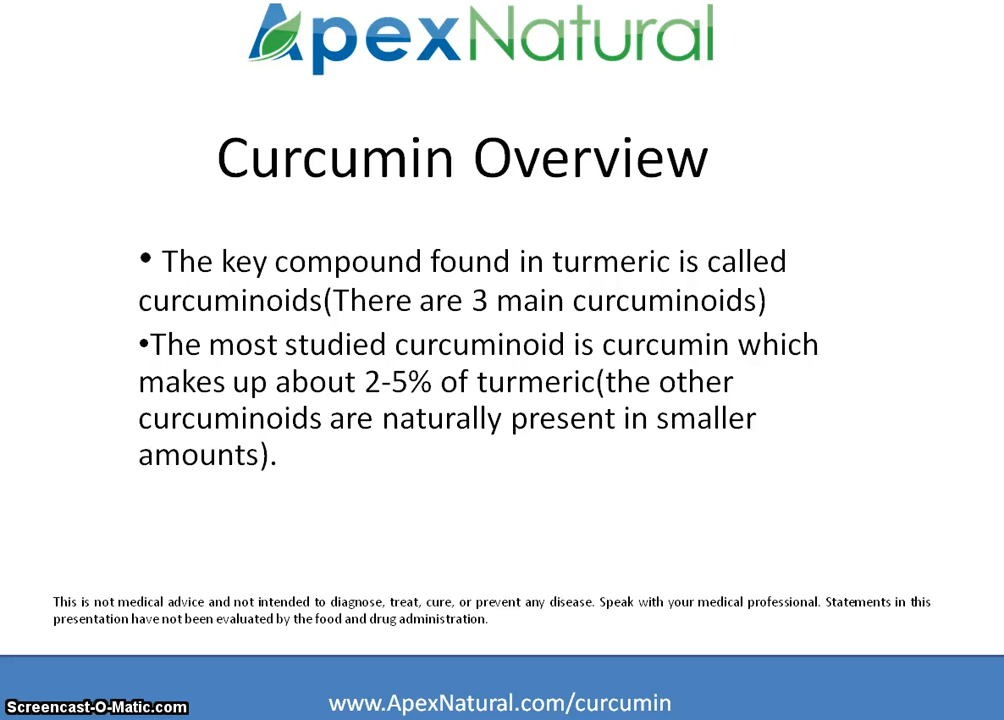 ApexNatural
Curcumin Overview
• The key compound found in turmeric is called
curcuminoids(There are 3 main curcuminoids)
•The most studied curcuminoid is curcumin which
makes up about 2-5% of turmeric(the other
curcuminoids are naturally present in smaller
amounts).
This is not medical advice and not intended to diagnose, treat, cure, or prevent any disease. Speak with your medical professional. Statements in this
presentation have not been evaluated by the food and drug administration.
www.ApexNatural.com/curcumin
Screencast-O-Matic.com